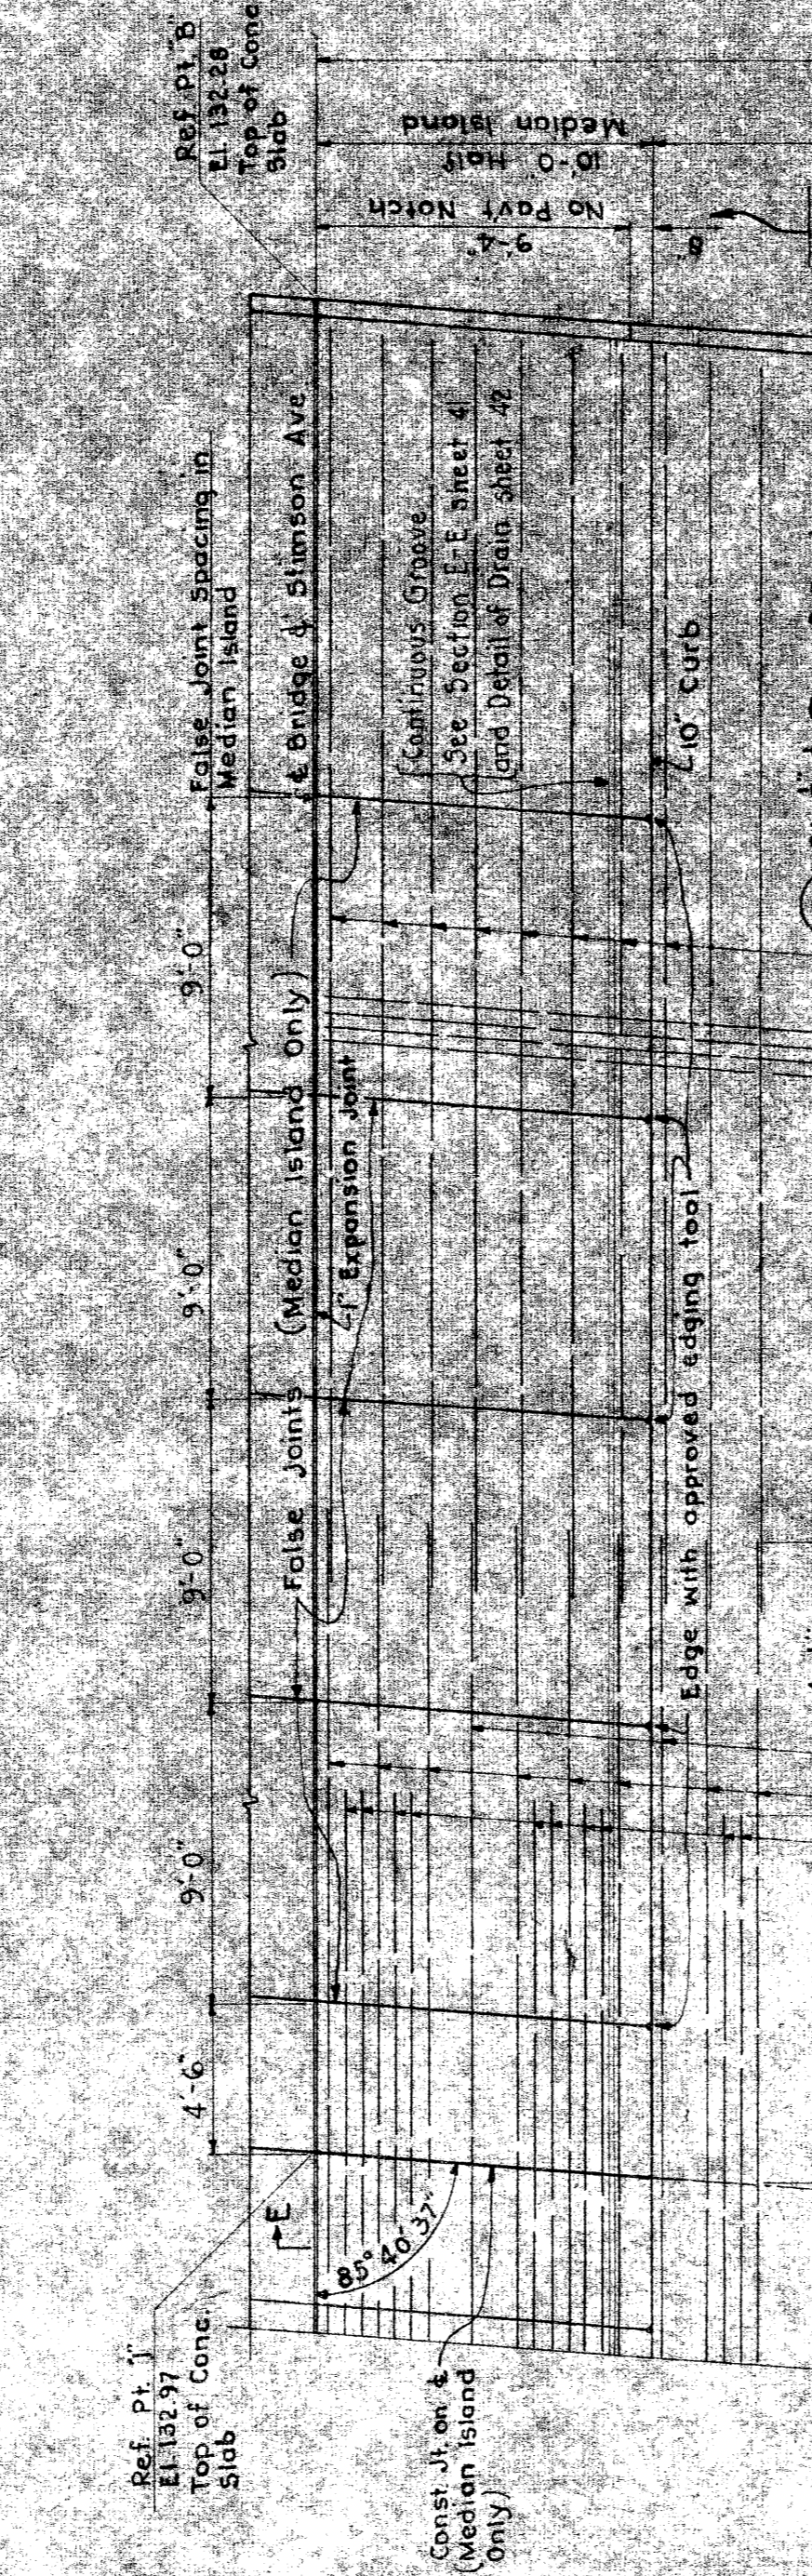 Ref. Pt. "B"
El. 132.28
Top of Conc
Slab
Median Island
10'-0" Half
No Pav't Notch
9'-4"
8"
False Joint Spacing in
Median Island
9'-0"
9'-0"
9'-0"
9'-0"
4'-6"
℄ Bridge & Stimson Ave.
Continuous Groove
See Section E-E sheet 41
and Detail of Drain sheet 42
10" Curb
False Joints (Median Island Only)
1" Expansion Joint
Edge with approved edging tool
E
85° 40' 37"
Ref. Pt. "J"
El. 132.97
Top of Conc.
Slab
Const. Jt. on ℄
(Median Island
Only)